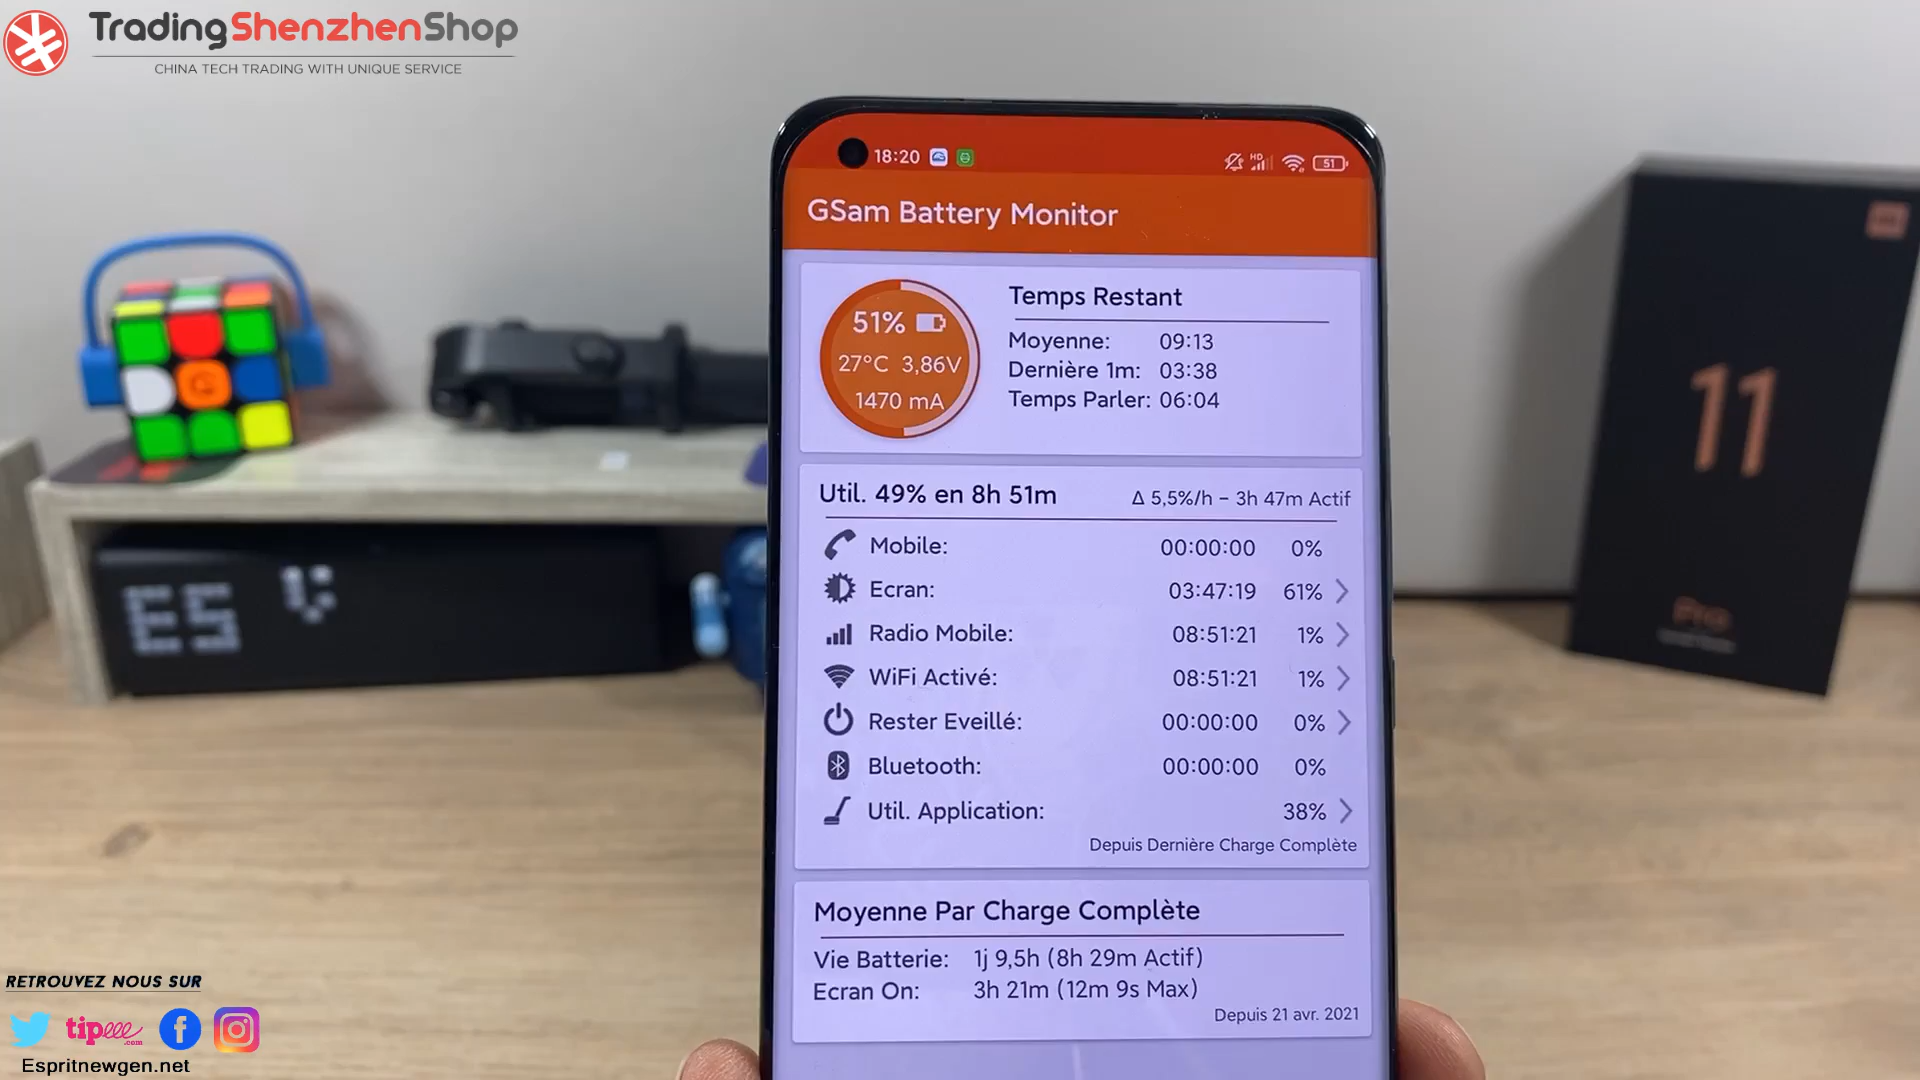 TradingShenzhenShop
CHINA TECH TRADING WITH UNIQUE SERVICE
18:20
HD
51
GSam Battery Monitor
51%
27°C 3,86V
1470 mA
Temps Restant
Moyenne: 09:13
Dernière 1m: 03:38
Temps Parler: 06:04
Util. 49% en 8h 51m
Δ 5,5%/h - 3h 47m Actif
Mobile: 00:00:00 0%
Ecran: 03:47:19 61%
Radio Mobile: 08:51:21 1%
WiFi Activé: 08:51:21 1%
Rester Eveillé: 00:00:00 0%
Bluetooth: 00:00:00 0%
Util. Application: 38%
Depuis Dernière Charge Complète
Moyenne Par Charge Complète
Vie Batterie: 1j 9,5h (8h 29m Actif)
Ecran On: 3h 21m (12m 9s Max)
Depuis 21 avr. 2021
11
Pro
RETROUVEZ NOUS SUR
tipeee
.com
Espritnewgen.net